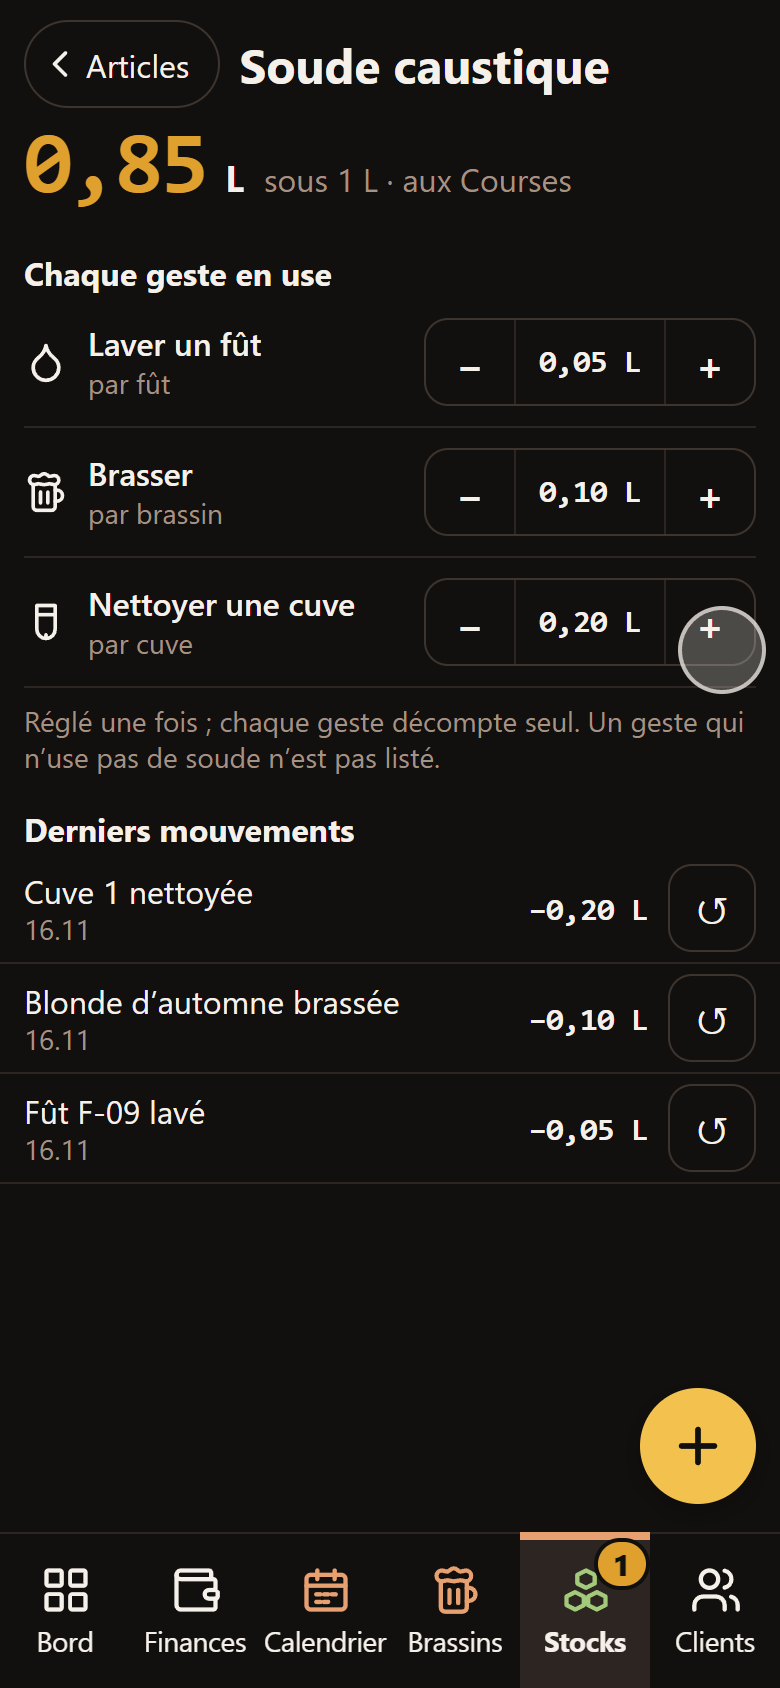 Articles
Soude caustique
0,85 L sous 1 L · aux Courses
Chaque geste en use
Laver un fût
par fût
− 0,05 L +
Brasser
par brassin
− 0,10 L +
Nettoyer une cuve
par cuve
− 0,20 L +
Réglé une fois ; chaque geste décompte seul. Un geste qui
n’use pas de soude n’est pas listé.
Derniers mouvements
Cuve 1 nettoyée
16.11
−0,20 L
Blonde d’automne brassée
16.11
−0,10 L
Fût F-09 lavé
16.11
−0,05 L
+
1
Bord Finances Calendrier Brassins Stocks Clients